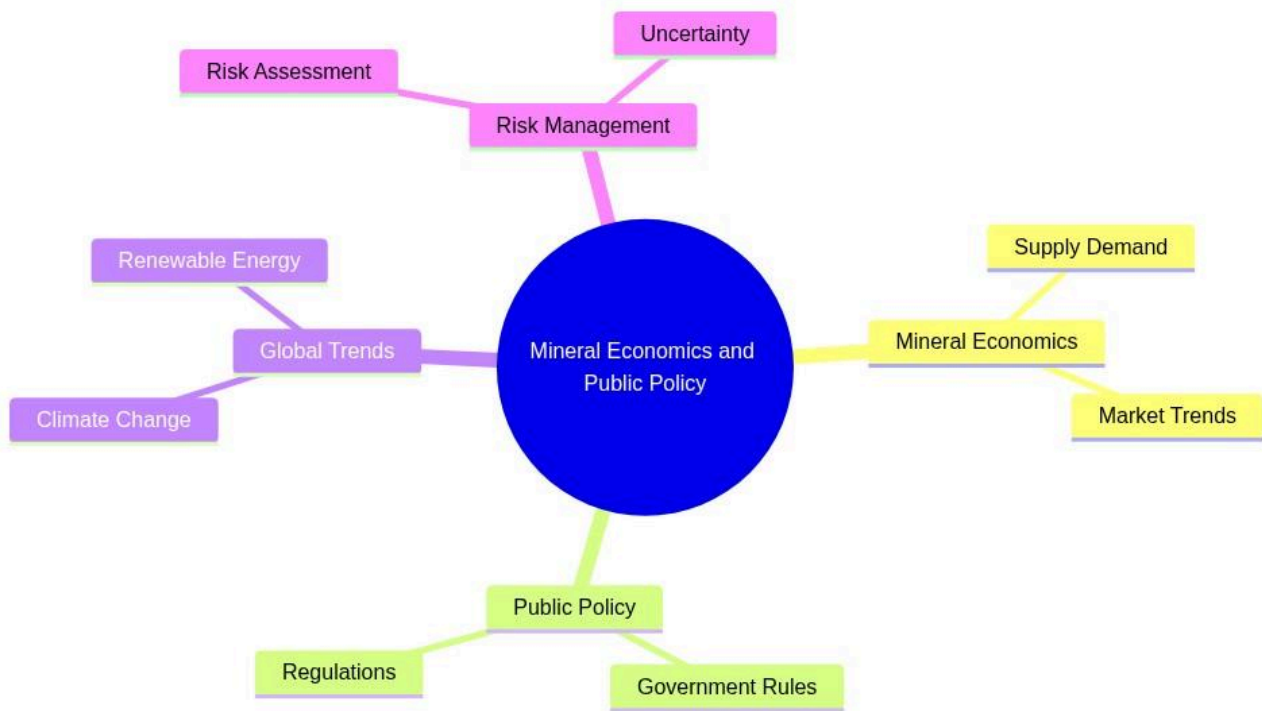 Uncertainty
Risk Assessment
Risk Management
Renewable Energy
Supply Demand
Global Trends
Mineral Economics and
Public Policy
Mineral Economics
Climate Change
Market Trends
Public Policy
Regulations
Government Rules